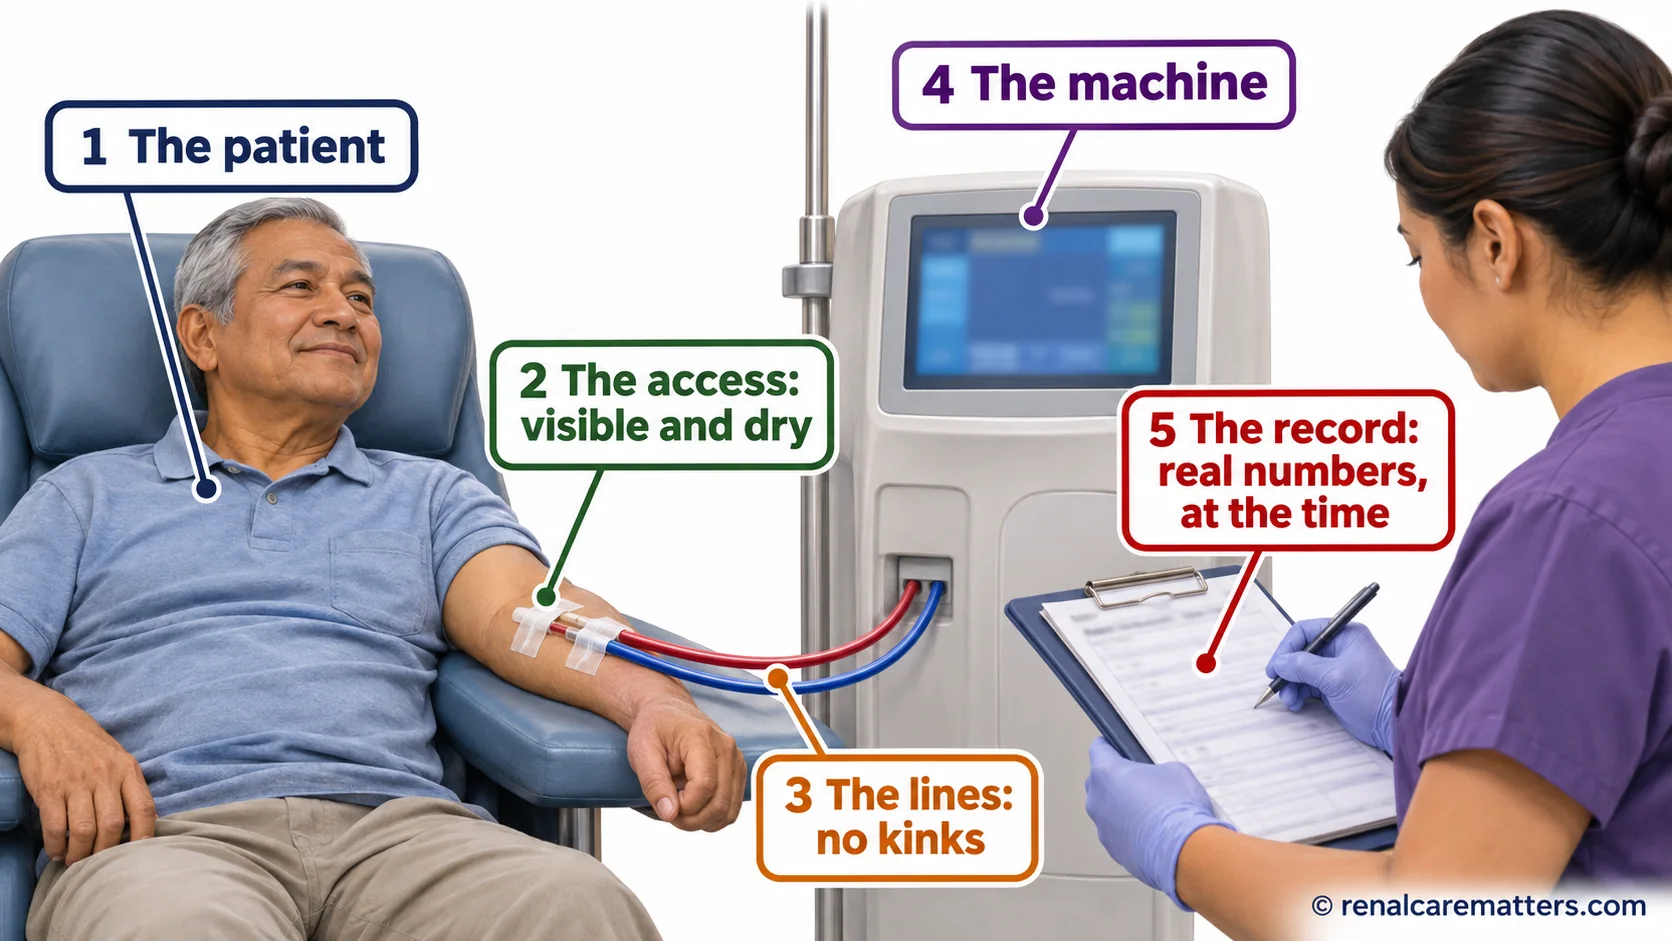 1 The patient
2 The access:
visible and dry
3 The lines:
no kinks
4 The machine
5 The record:
real numbers,
at the time
© renalcarematters.com